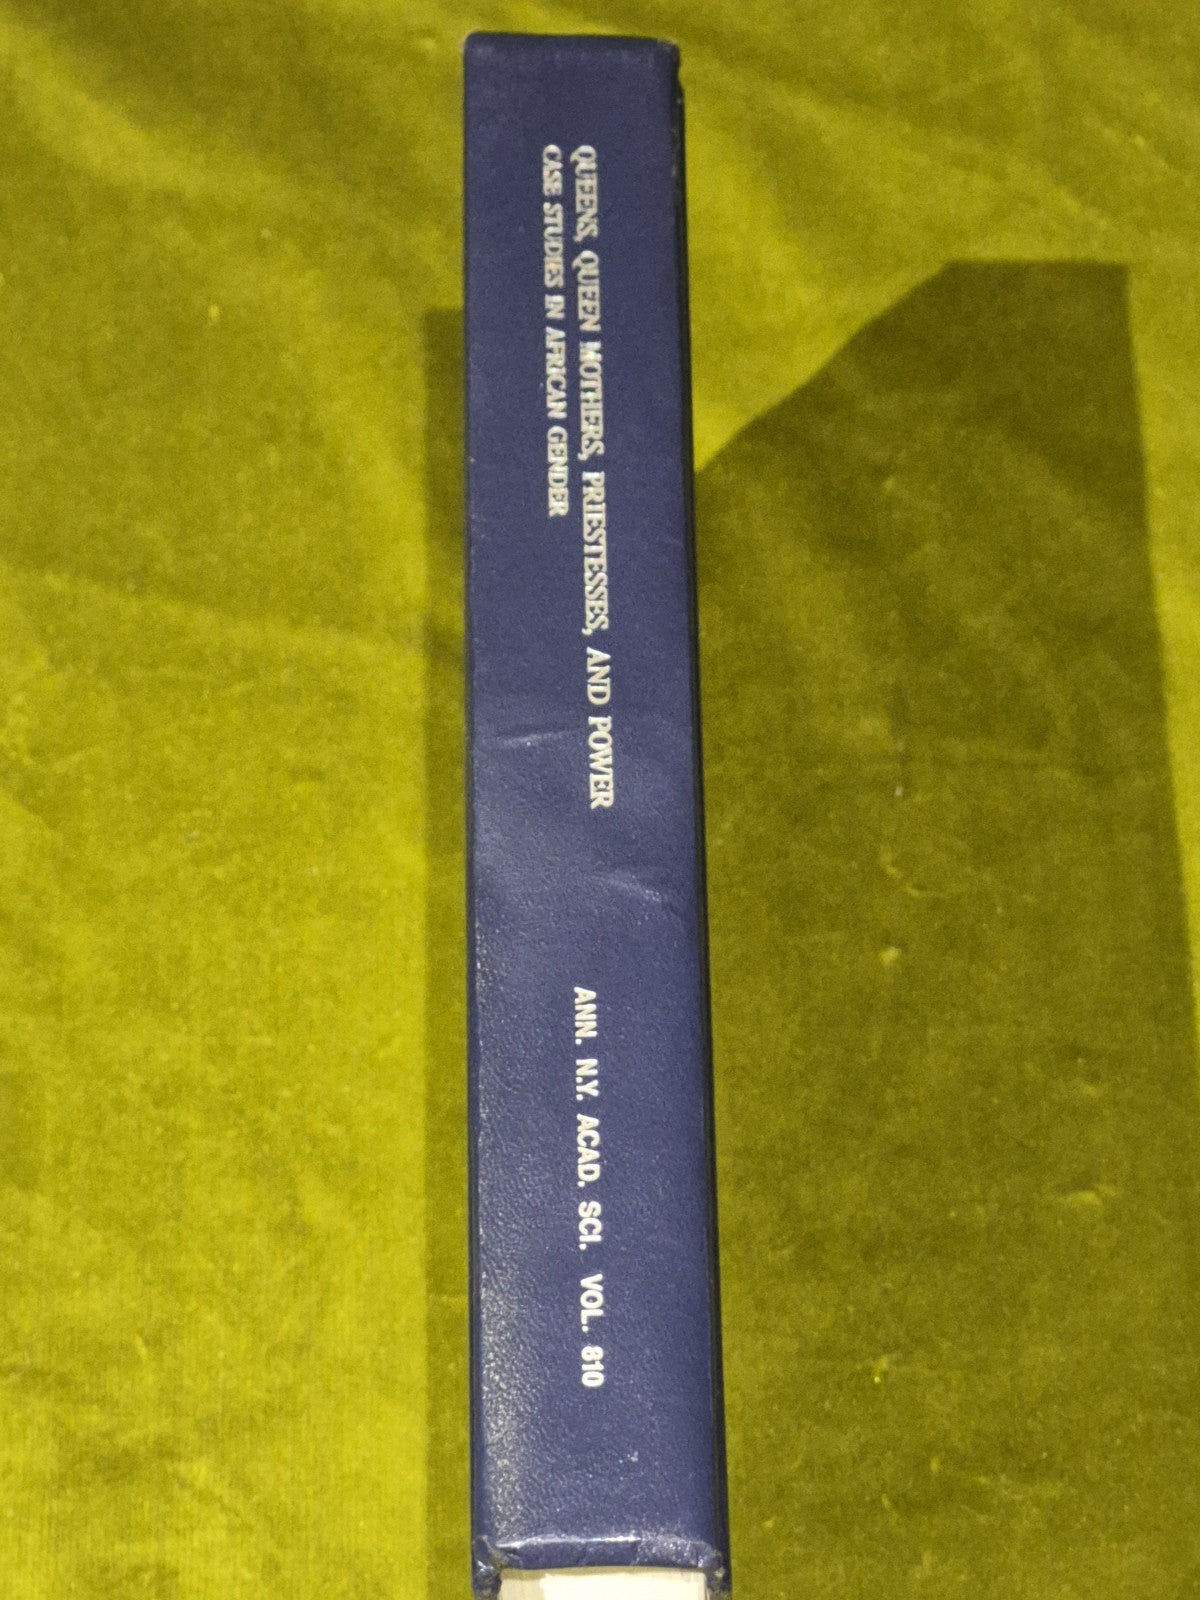 QUEENS, QUEEN MOTHERS, PRIESTESSES, AND POWER
CASE STUDIES IN AFRICAN GENDER
ANN. N.Y. ACAD. SCI. VOL. 810